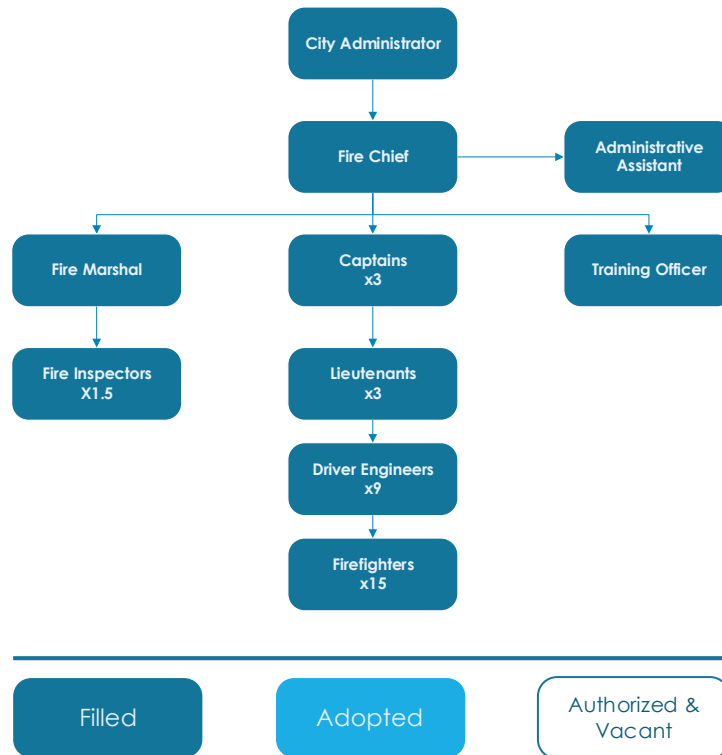 City Administrator
Fire Chief
Administrative
Assistant
Fire Marshal
Captains
x3
Training Officer
Fire Inspectors
X1.5
Lieutenants
x3
Driver Engineers
x9
Firefighters
x15
Filled
Adopted
Authorized &
Vacant